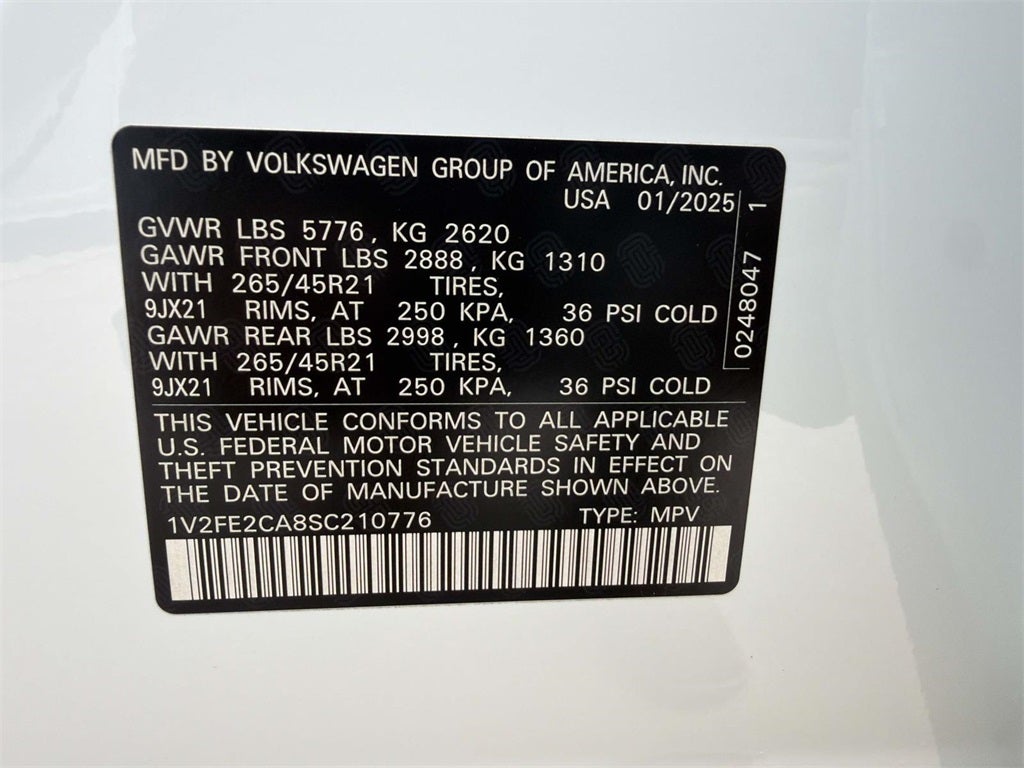 MFD BY VOLKSWAGEN GROUP OF AMERICA, INC.
USA 01/2025
GVWR LBS 5776, KG 2620
GAWR FRONT LBS 2888, KG 1310
WITH 265/45R21 TIRES,
9JX21 RIMS, AT 250 KPA, 36 PSI COLD
GAWR REAR LBS 2998, KG 1360
WITH 265/45R21 TIRES,
9JX21 RIMS, AT 250 KPA, 36 PSI COLD
0248047 1
THIS VEHICLE CONFORMS TO ALL APPLICABLE
U.S. FEDERAL MOTOR VEHICLE SAFETY AND
THEFT PREVENTION STANDARDS IN EFFECT ON
THE DATE OF MANUFACTURE SHOWN ABOVE.
1V2FE2CA8SC210776 TYPE: MPV